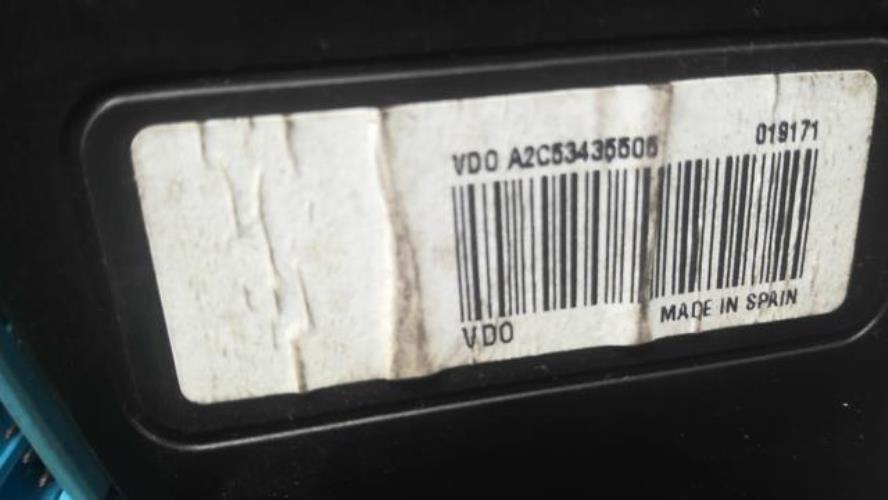 VDO A2C53435505
019171
VDO
MADE IN SPAIN